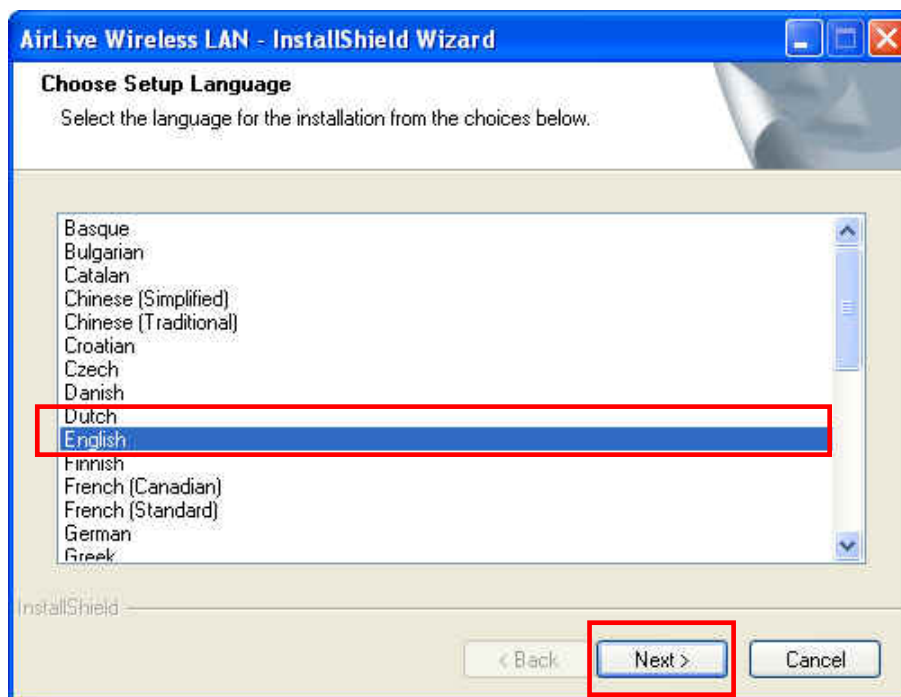 AirLive Wireless LAN - InstallShield Wizard
Choose Setup Language
Select the language for the installation from the choices below.
Basque
Bulgarian
Catalan
Chinese (Simplified)
Chinese (Traditional)
Croatian
Czech
Danish
Dutch
English
Finnish
French (Canadian)
French (Standard)
German
Greek
InstallShield
< Back
Next >
Cancel